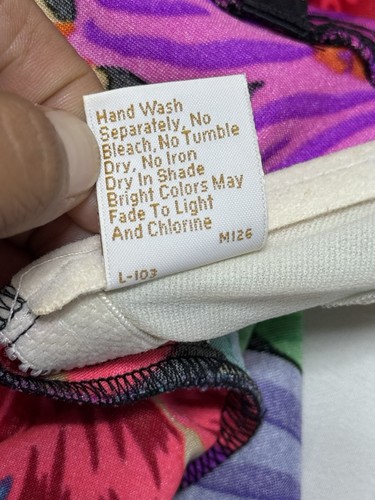 Hand Wash
Separately, No
Bleach, No Tumble
Dry, No Iron
Dry In Shade
Bright Colors May
Fade To Light
And Chlorine
M126
L-103